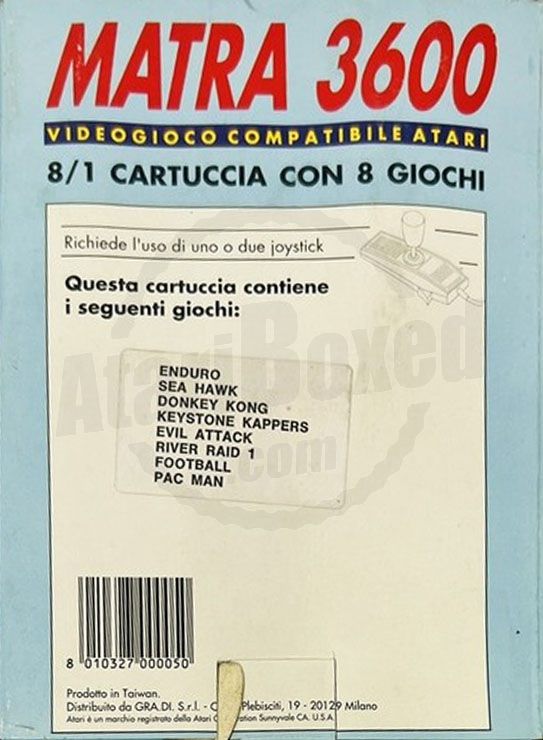 MATRA 3600
VIDEOGIOCO COMPATIBILE ATARI
8/1 CARTUCCIA CON 8 GIOCHI
Richiede l'uso di uno o due joystick
Questa cartuccia contiene
i seguenti giochi:
ENDURO
SEA HAWK
DONKEY KONG
KEYSTONE KAPPERS
EVIL ATTACK
RIVER RAID 1
FOOTBALL
PAC MAN
AtariBoxed
.com
8 010327 000050
Prodotto in Taiwan.
Distribuito da GRA.DI. S.r.l. - Plebisciti, 19 - 20129 Milano
Atari è un marchio registrato della Atari Sunnyvale CA. U.S.A.